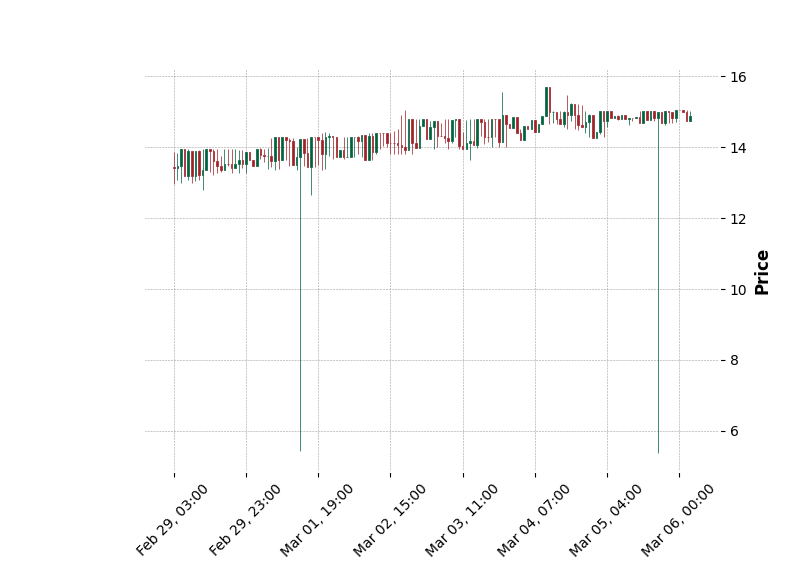 16
14
12
10
8
6
Price
Feb 29, 03:00
Feb 29, 23:00
Mar 01, 19:00
Mar 02, 15:00
Mar 03, 11:00
Mar 04, 07:00
Mar 05, 04:00
Mar 06, 00:00